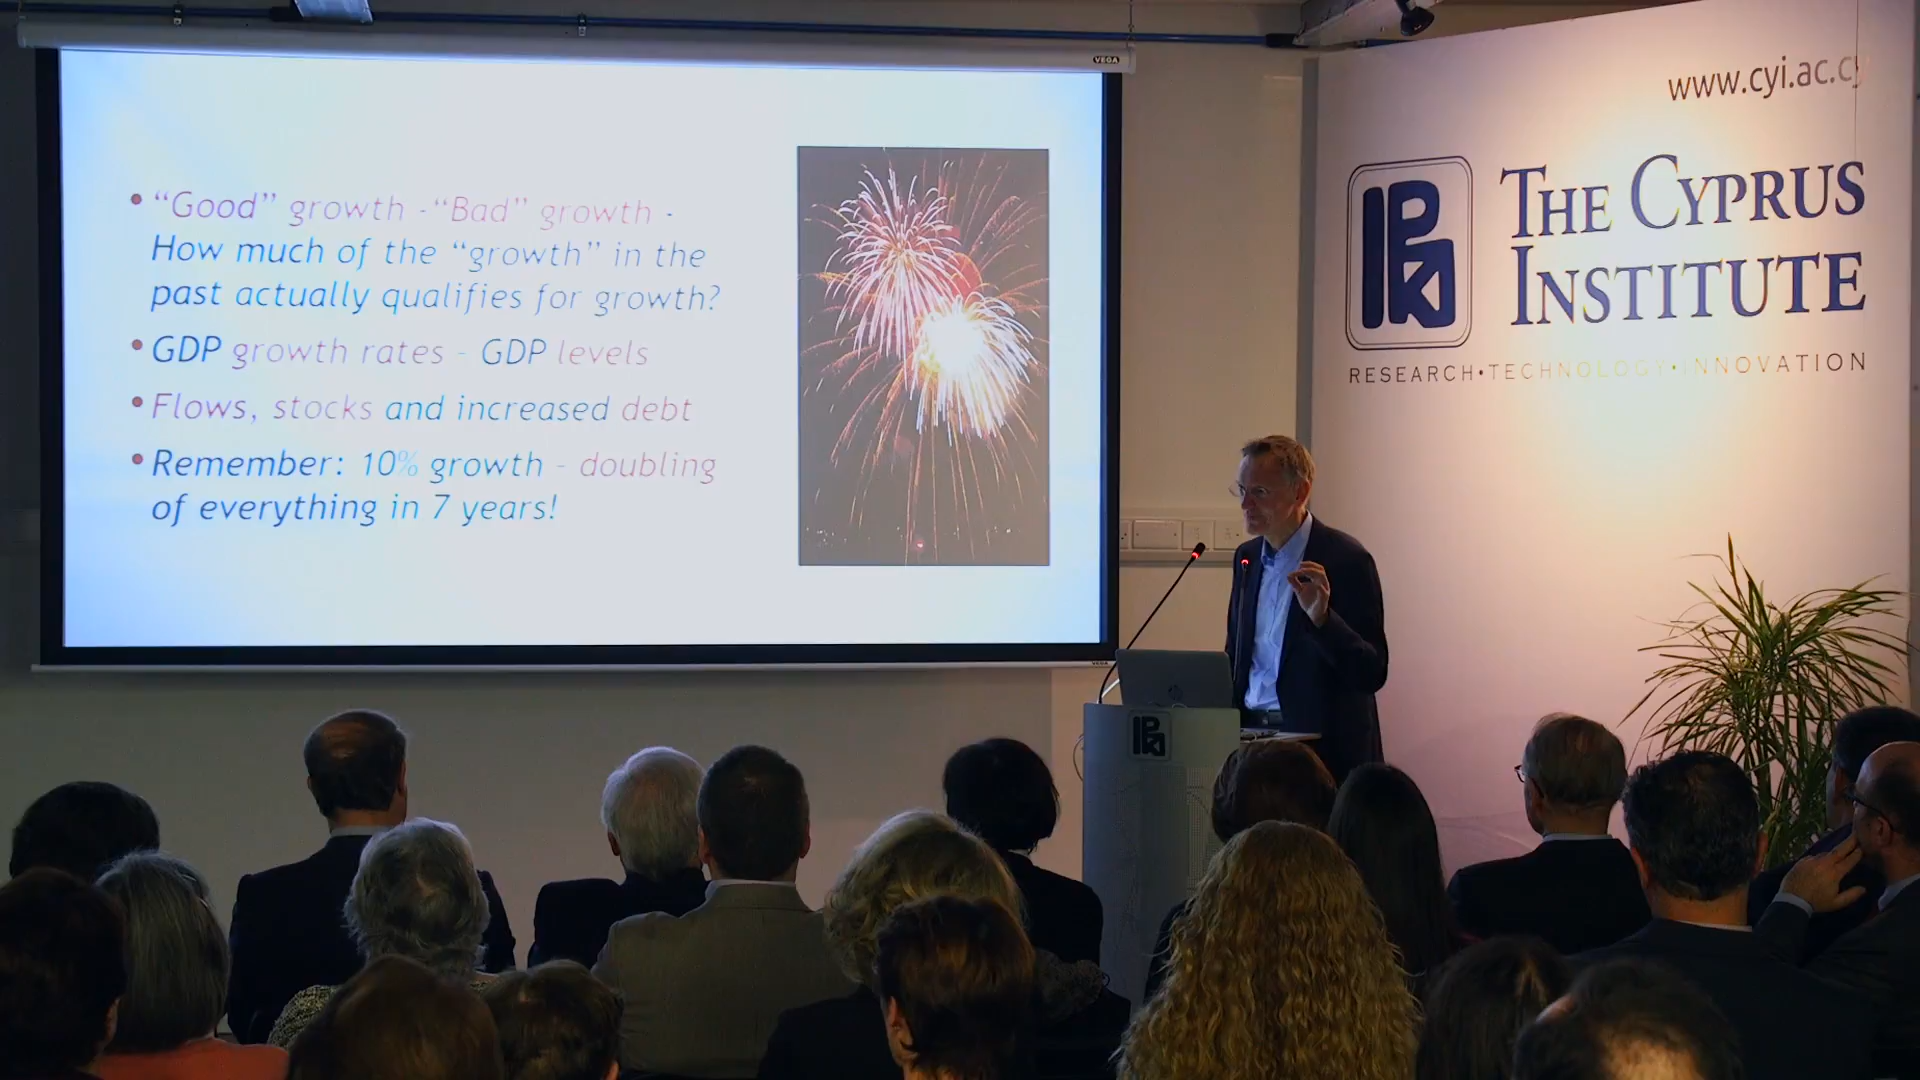 VEGA
• “Good” growth -“Bad” growth -
How much of the “growth” in the
past actually qualifies for growth?
• GDP growth rates - GDP levels
• Flows, stocks and increased debt
• Remember: 10% growth - doubling
of everything in 7 years!
VEGA
www.cyi.ac.cy
THE CYPRUS
INSTITUTE
RESEARCH•TECHNOLOGY•INNOVATION